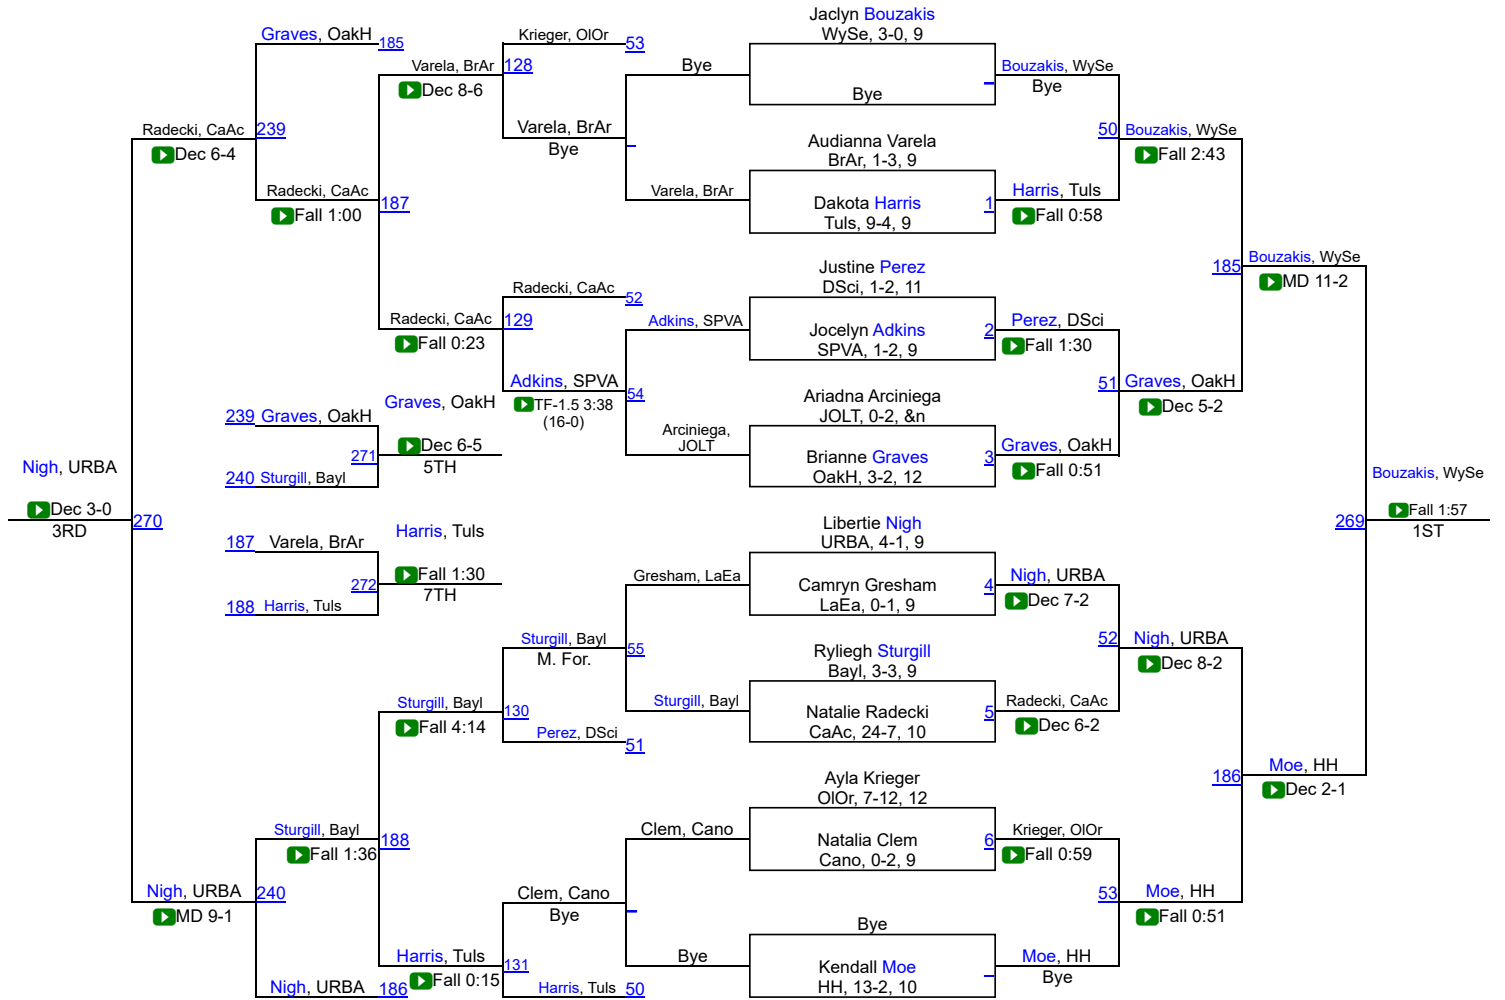 Jaclyn Bouzakis
WySe, 3-0, 9
Graves, OakH
185
Krieger, OlOr
53
Varela, BrAr
128
Dec 8-6
Bye
Bye
Bouzakis, WySe
Bye
Radecki, CaAc
239
Dec 6-4
Varela, BrAr
Bye
Audianna Varela
BrAr, 1-3, 9
50
Bouzakis, WySe
Fall 2:43
Radecki, CaAc
187
Fall 1:00
Varela, BrAr
Dakota Harris
Tuls, 9-4, 9
1
Harris, Tuls
Fall 0:58
Justine Perez
DSci, 1-2, 11
185
Bouzakis, WySe
MD 11-2
Radecki, CaAc
52
Radecki, CaAc
129
Fall 0:23
Adkins, SPVA
Jocelyn Adkins
SPVA, 1-2, 9
2
Perez, DSci
Fall 1:30
Adkins, SPVA
54
TF-1.5 3:38
(16-0)
Ariadna Arciniega
JOLT, 0-2, &n
51
Graves, OakH
Dec 5-2
Graves, OakH
239
Graves, OakH
Dec 6-5
271
5TH
240
Sturgill, Bayl
Arciniega,
JOLT
Brianne Graves
OakH, 3-2, 12
3
Graves, OakH
Fall 0:51
Nigh, URBA
Dec 3-0
3RD
270
Bouzakis, WySe
269
Fall 1:57
1ST
187
Varela, BrAr
Harris, Tuls
Fall 1:30
272
7TH
188
Harris, Tuls
Libertie Nigh
URBA, 4-1, 9
Gresham, LaEa
Camryn Gresham
LaEa, 0-1, 9
4
Nigh, URBA
Dec 7-2
Sturgill, Bayl
55
M. For.
Ryliegh Sturgill
Bayl, 3-3, 9
52
Nigh, URBA
Dec 8-2
Sturgill, Bayl
130
Fall 4:14
Perez, DSci
51
Sturgill, Bayl
Natalie Radecki
CaAc, 24-7, 10
5
Radecki, CaAc
Dec 6-2
Ayla Krieger
OlOr, 7-12, 12
186
Moe, HH
Dec 2-1
Sturgill, Bayl
188
Fall 1:36
Clem, Cano
Natalia Clem
Cano, 0-2, 9
6
Krieger, OlOr
Fall 0:59
Nigh, URBA
240
MD 9-1
Clem, Cano
Bye
Bye
53
Moe, HH
Fall 0:51
Harris, Tuls
131
Fall 0:15
Bye
Kendall Moe
HH, 13-2, 10
Moe, HH
Bye
Nigh, URBA
186
Harris, Tuls
50